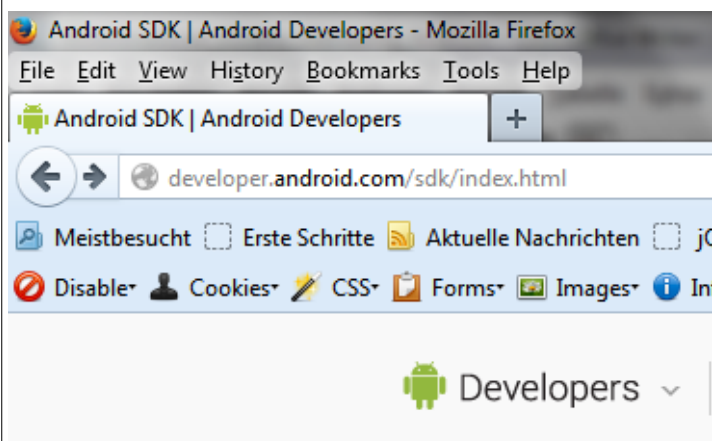 Android SDK | Android Developers - Mozilla Firefox
File Edit View History Bookmarks Tools Help
Android SDK | Android Developers +
developer.android.com/sdk/index.html
Meistbesucht Erste Schritte Aktuelle Nachrichten
Disable Cookies CSS Forms Images
Developers